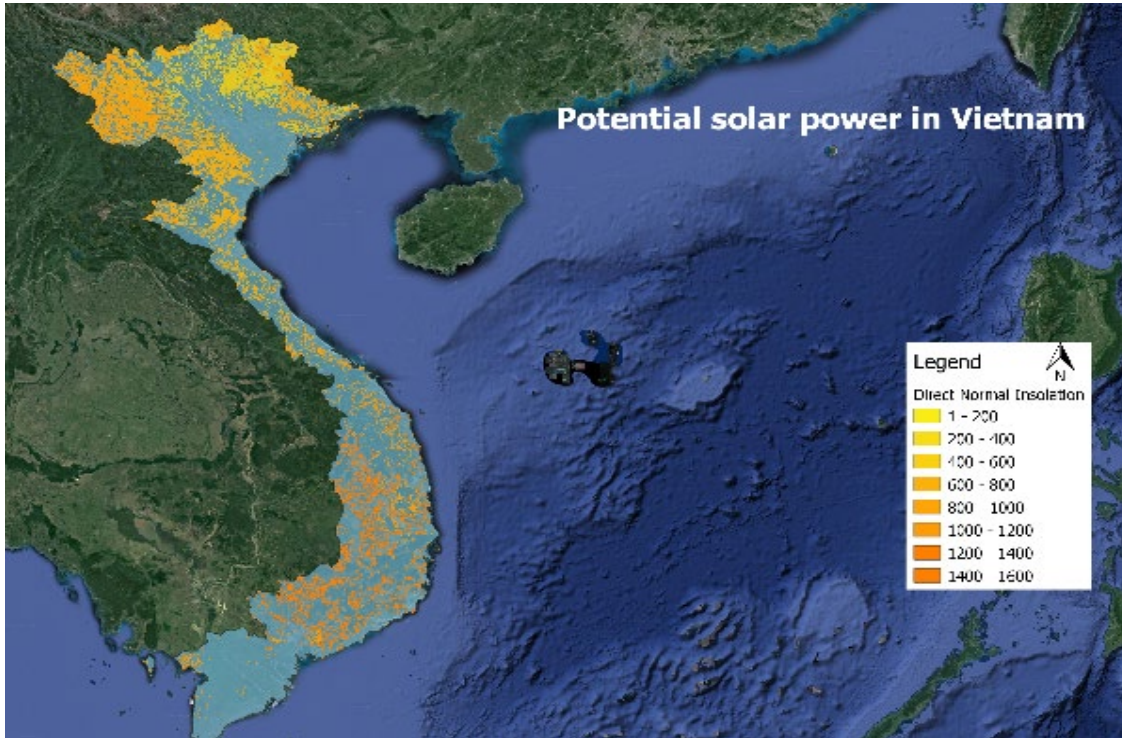 Potential solar power in Vietnam
Legend
N
Direct Normal Insolation
1 - 200
200 - 400
400 - 600
600 - 800
800 - 1000
1000 - 1200
1200 - 1400
1400 - 1600